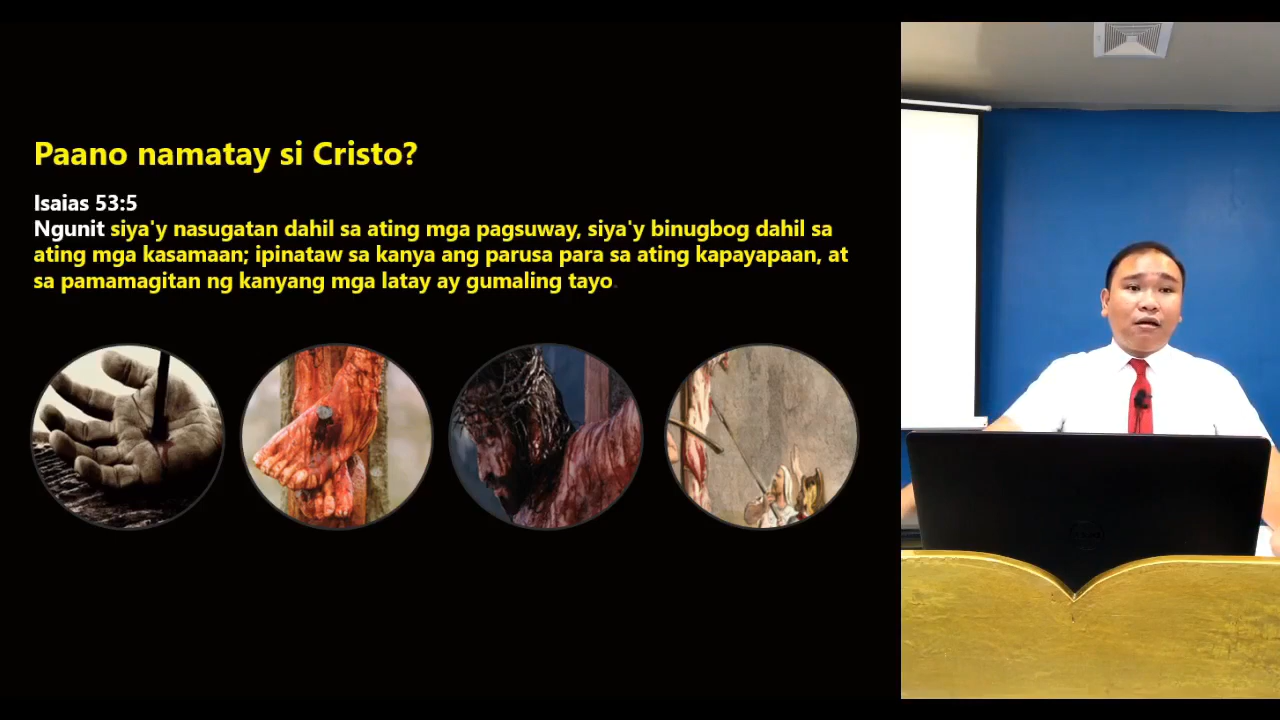 Paano namatay si Cristo?
Isaias 53:5
Ngunit siya'y nasugatan dahil sa ating mga pagsuway, siya'y binugbog dahil sa
ating mga kasamaan; ipinataw sa kanya ang parusa para sa ating kapayapaan, at
sa pamamagitan ng kanyang mga latay ay gumaling tayo.